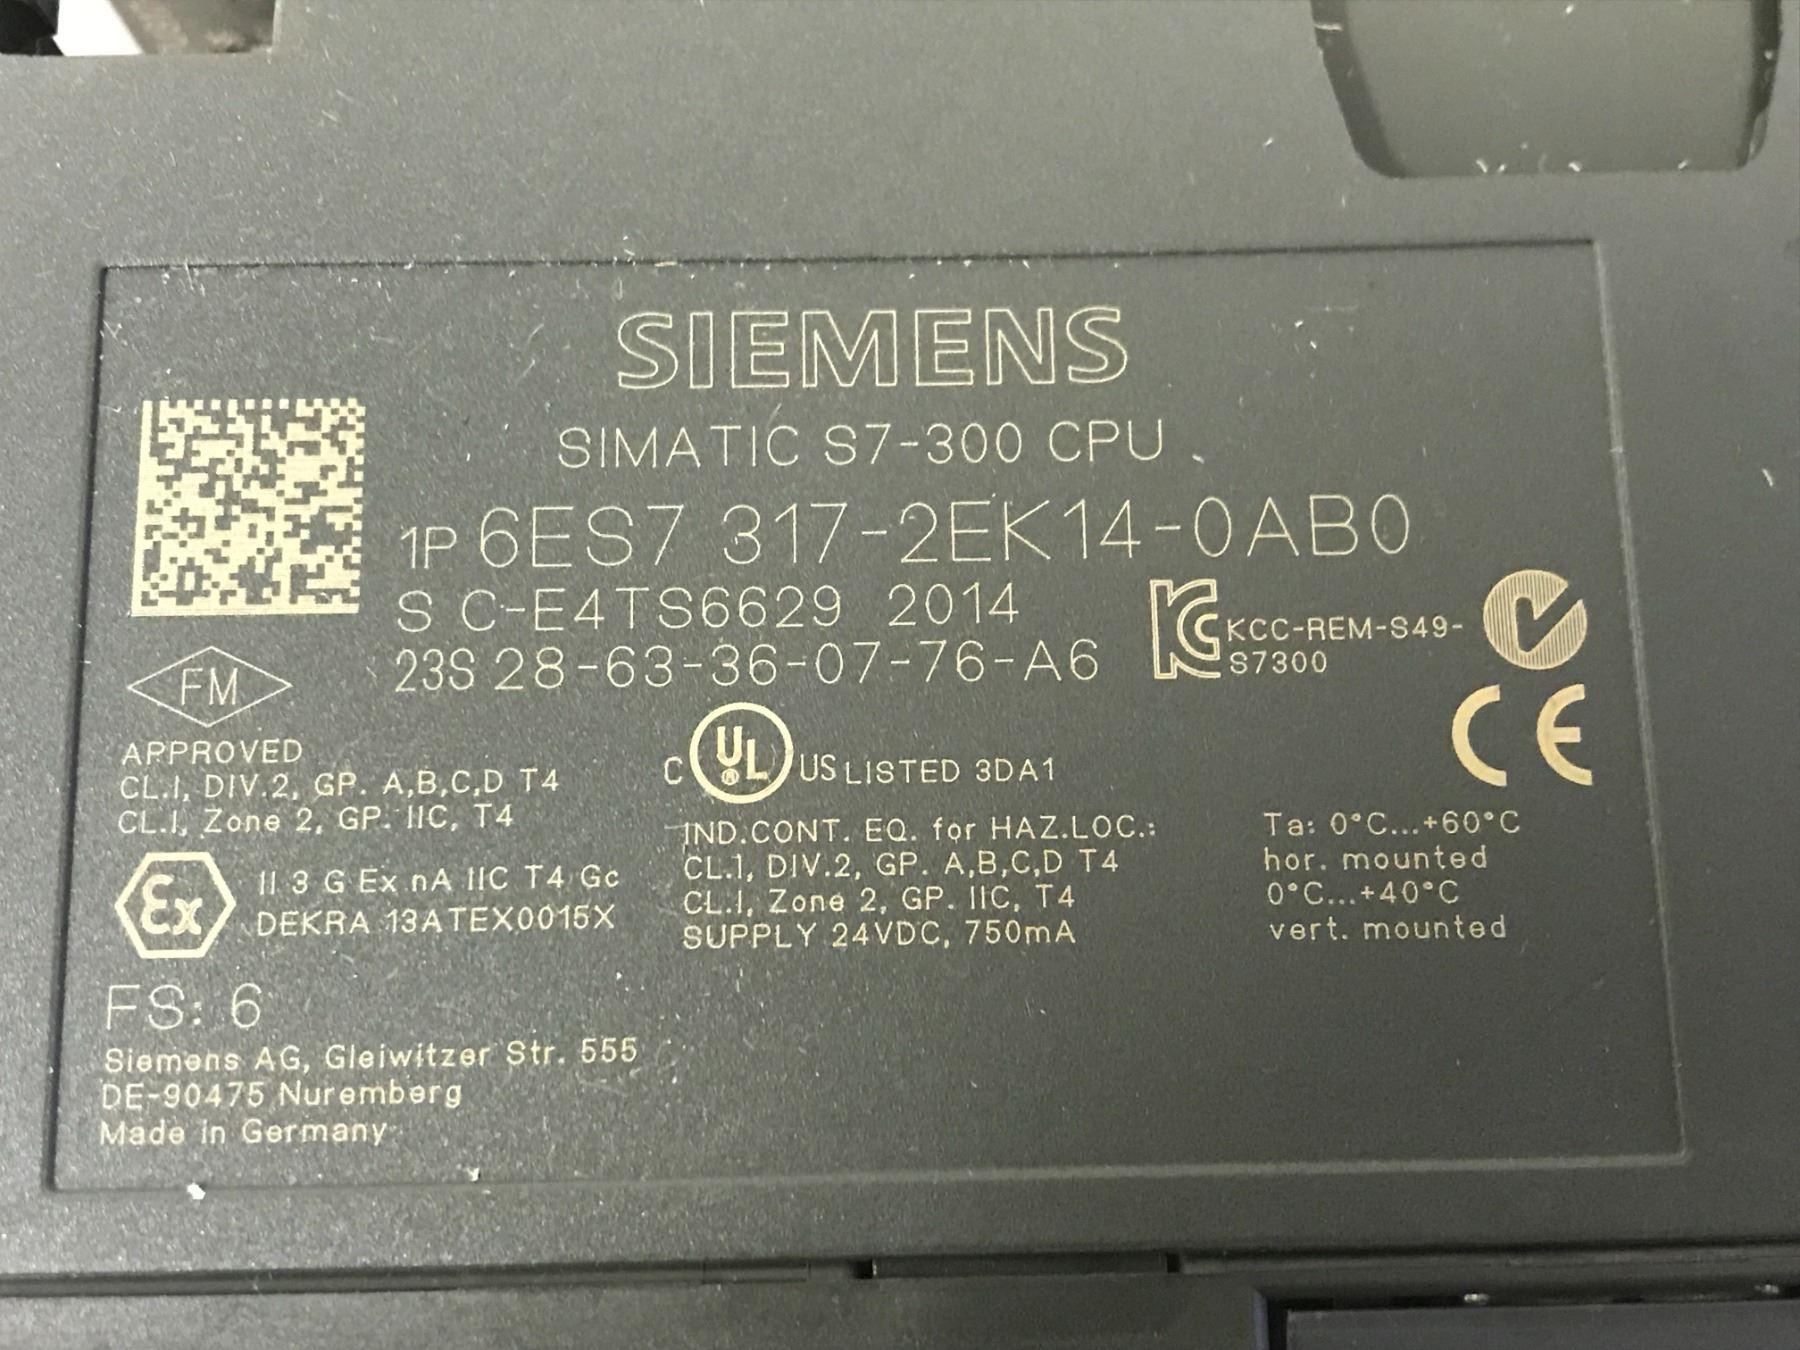 SIEMENS
SIMATIC S7-300 CPU
1P 6ES7 317-2EK14-0AB0
S C-E4TS6629 2014
23S 28-63-36-07-76-A6
KCC-REM-S49-
S7300
FM
APPROVED
CL.I, DIV.2, GP. A,B,C,D T4
CL.I, Zone 2, GP. IIC, T4
Ex
II 3 G Ex nA IIC T4 Gc
DEKRA 13ATEX0015X
C UL ® US LISTED 3DA1
IND.CONT. EQ. for HAZ.LOC.:
CL.1, DIV.2, GP. A,B,C,D T4
CL.I, Zone 2, GP. IIC, T4
SUPPLY 24VDC, 750mA
CE
Ta: 0°C...+60°C
hor. mounted
0°C...+40°C
vert. mounted
FS: 6
Siemens AG, Gleiwitzer Str. 555
DE-90475 Nuremberg
Made in Germany